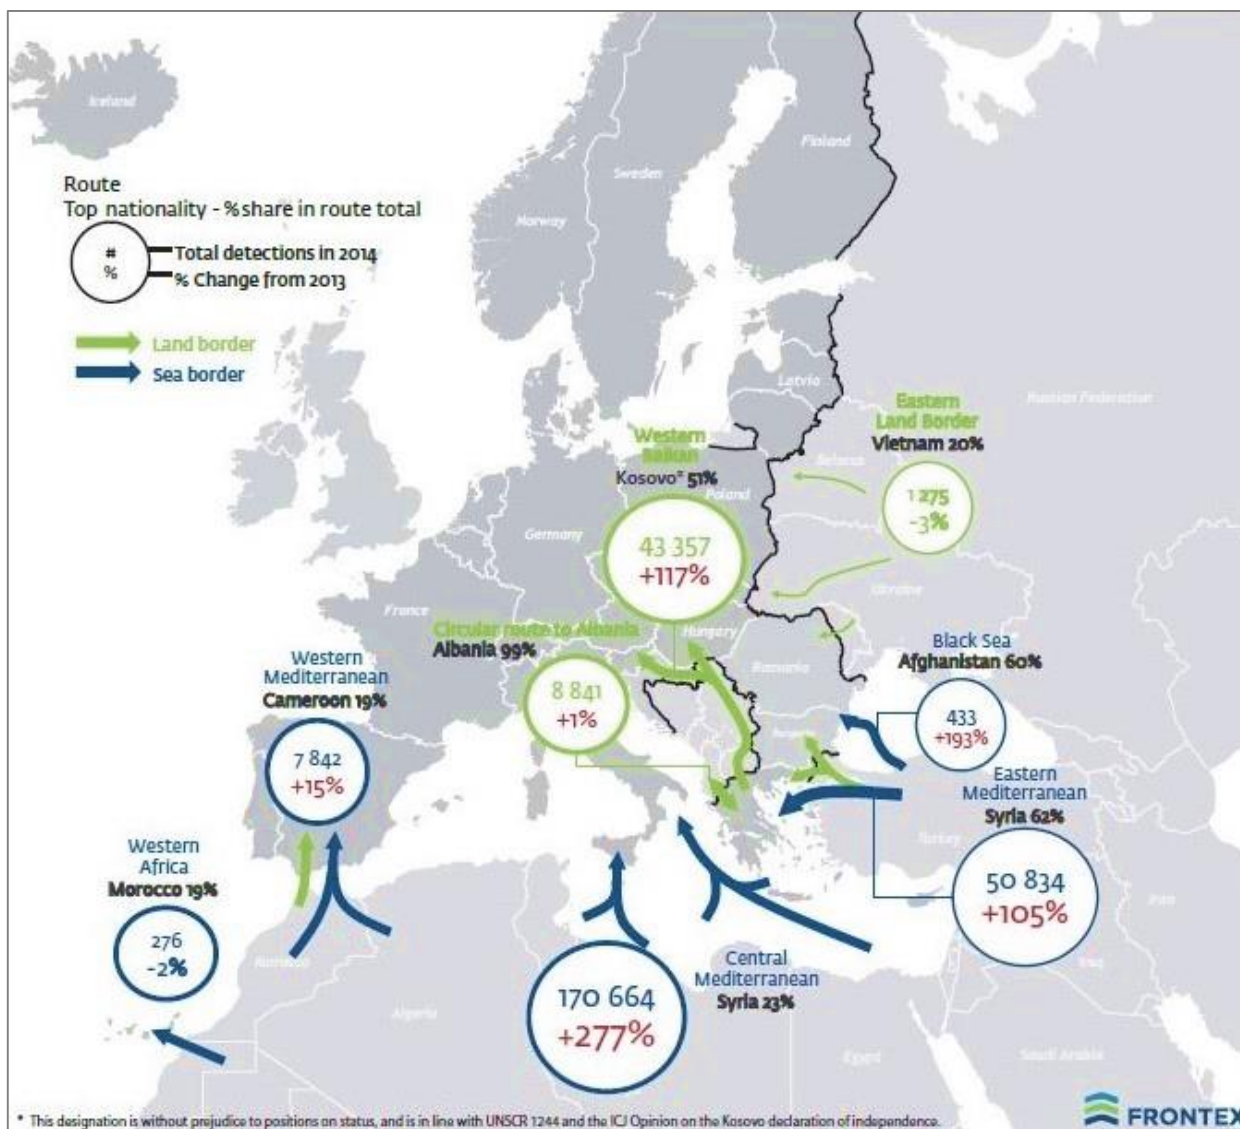 Iceland
Finland
Sweden
Norway
Route
Top nationality - % share in route total
#
%
Total detections in 2014
% Change from 2013
Land border
Sea border
Latvia
Russian Federation
Eastern
Land Border
Vietnam 20%
1 275
-3%
Belarus
Western
Balkan
Kosovo* 51%
43 357
+117%
Poland
Germany
Ukraine
France
Circular route to Albania
Albania 99%
8 841
+1%
Hungary
Romania
Black Sea
Afghanistan 60%
433
+193%
Western
Mediterranean
Cameroon 19%
7 842
+15%
Eastern
Mediterranean
Syria 62%
50 834
+105%
Turkey
Western
Africa
Morocco 19%
276
-2%
Morocco
Central
Mediterranean
Syria 23%
170 664
+277%
Iran
Iraq
Algeria
Egypt
Saudi Arabia
* This designation is without prejudice to positions on status, and is in line with UNSCR 1244 and the ICJ Opinion on the Kosovo declaration of independence.
FRONTEX